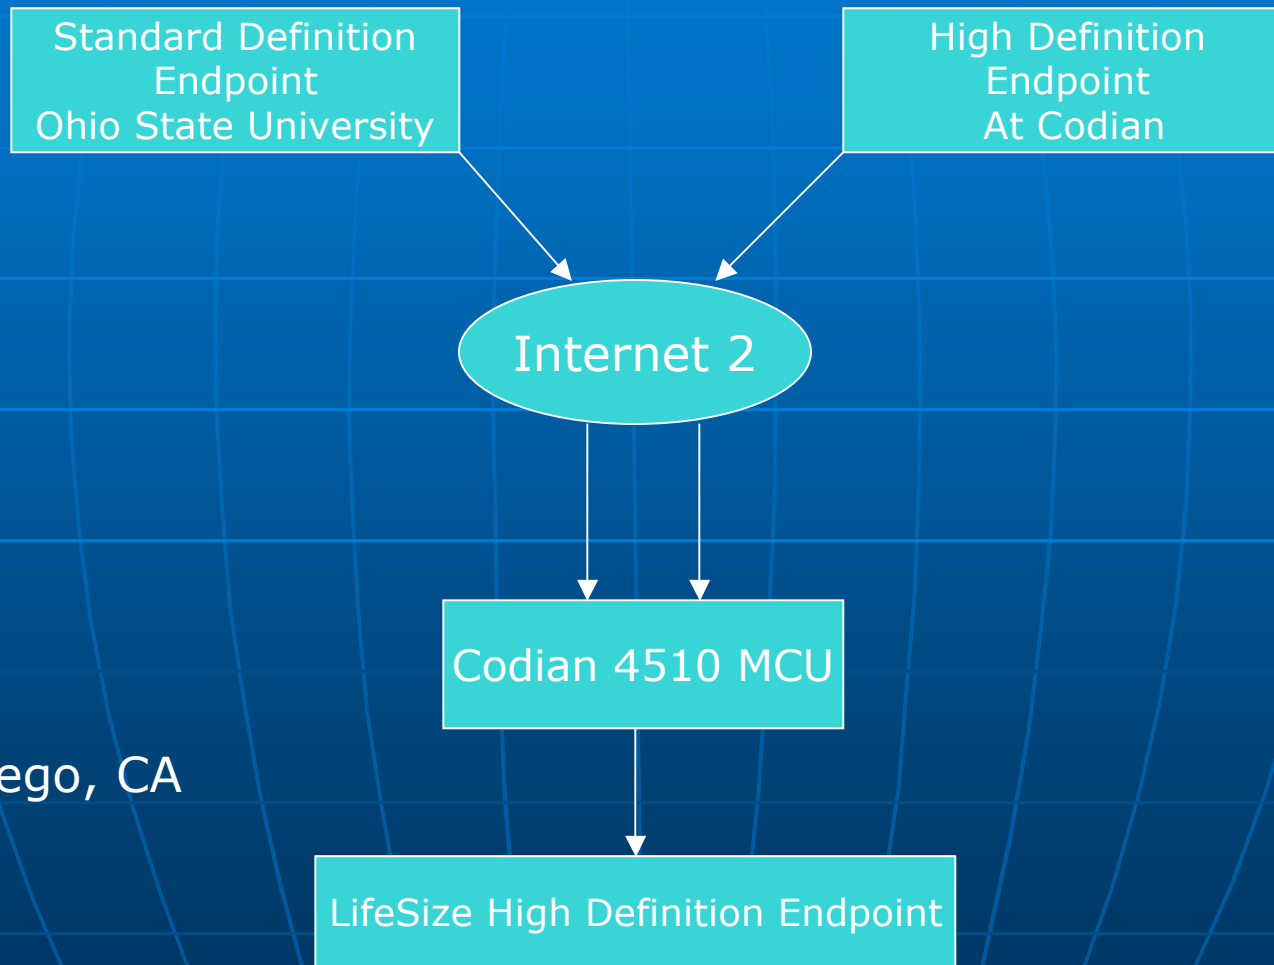 Standard Definition
Endpoint
Ohio State University
High Definition
Endpoint
At Codian
Internet 2
Codian 4510 MCU
CA
LifeSize High Definition Endpoint